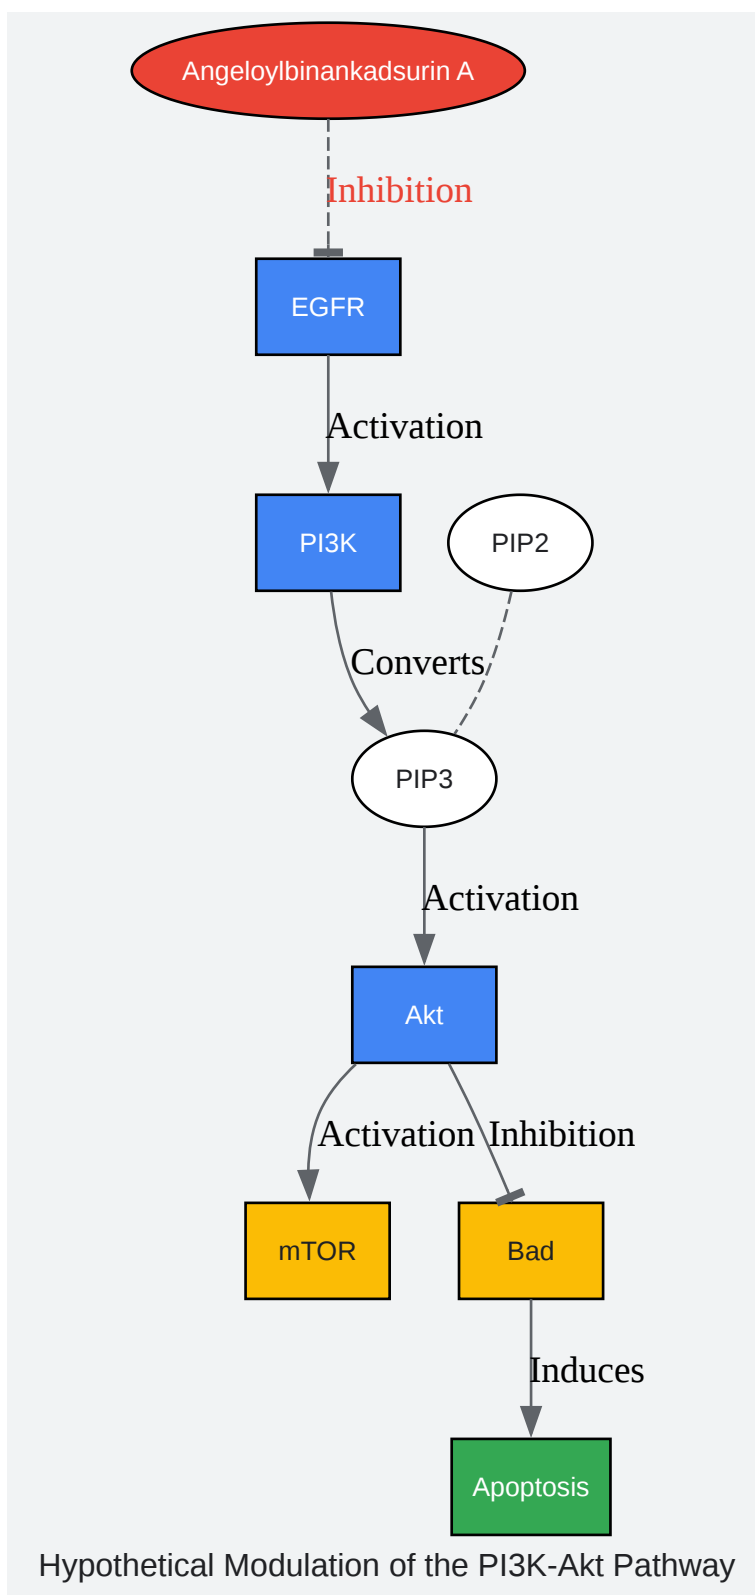 Angeloylbinankadsurin A
Inhibition
EGFR
Activation
PI3K
PIP2
Converts
PIP3
Activation
Akt
Activation
Inhibition
mTOR
Bad
Induces
Apoptosis
Hypothetical Modulation of the PI3K-Akt Pathway